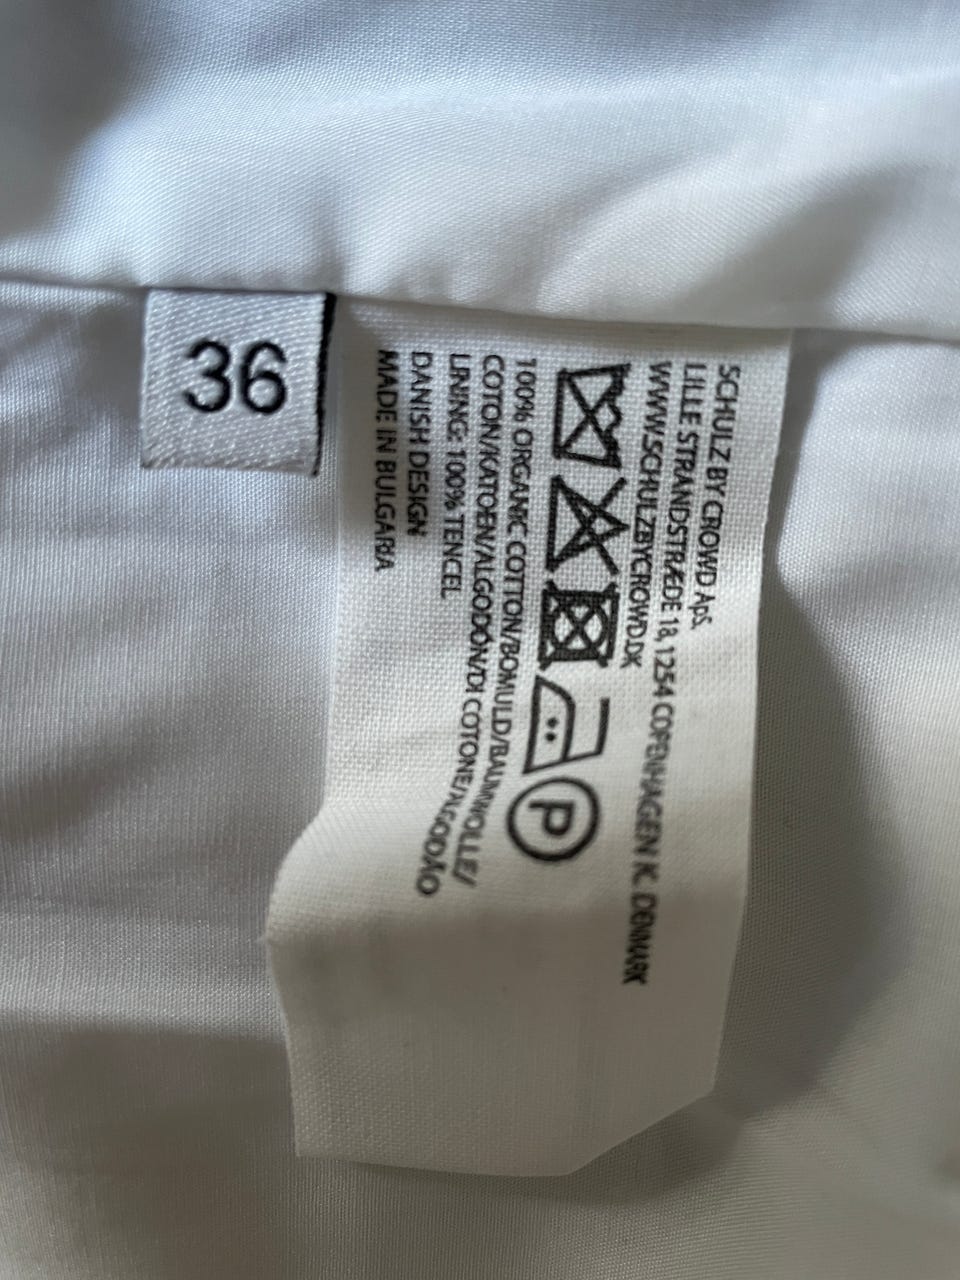 36
SCHULZ BY CROWD ApS.
LILLE STRANDSTRÆDE 18, 1254 COPENHAGEN K. DENMARK
WWW.SCHULZBYCROWD.DK
P
100% ORGANIC COTTON/BOMULD/BAUMWOLLE/
COTON/KATOEN/ALGODÓN/DI COTONE/ALGODÃO
LINING: 100% TENCEL
DANISH DESIGN
MADE IN BULGARIA